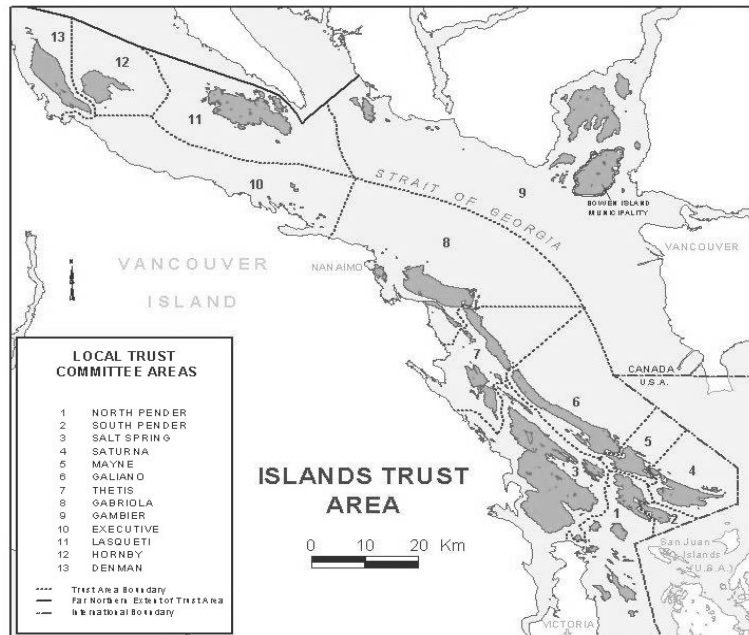 13
12
11
10
9
STRAIT OF GEORGIA
BOWEN ISLAND
MUNICIPALITY
8
VANCOUVER
VANCOUVER
ISLAND
NANAIMO
7
CANADA
U.S.A.
6
5
4
3
2
1
San Juan
Islands
(U.S.A.)
VICTORIA
LOCAL TRUST
COMMITTEE AREAS
1 NORTH PENDER
2 SOUTH PENDER
3 SALT SPRING
4 SATURNA
5 MAYNE
6 GALIANO
7 THETIS
8 GABRIOLA
9 GAMBIER
10 EXECUTIVE
11 LASQUETI
12 HORNBY
13 DENMAN
Trust Area Boundary
Far Northern Extent of Trust Area
International Boundary
ISLANDS TRUST
AREA
0 10 20 Km